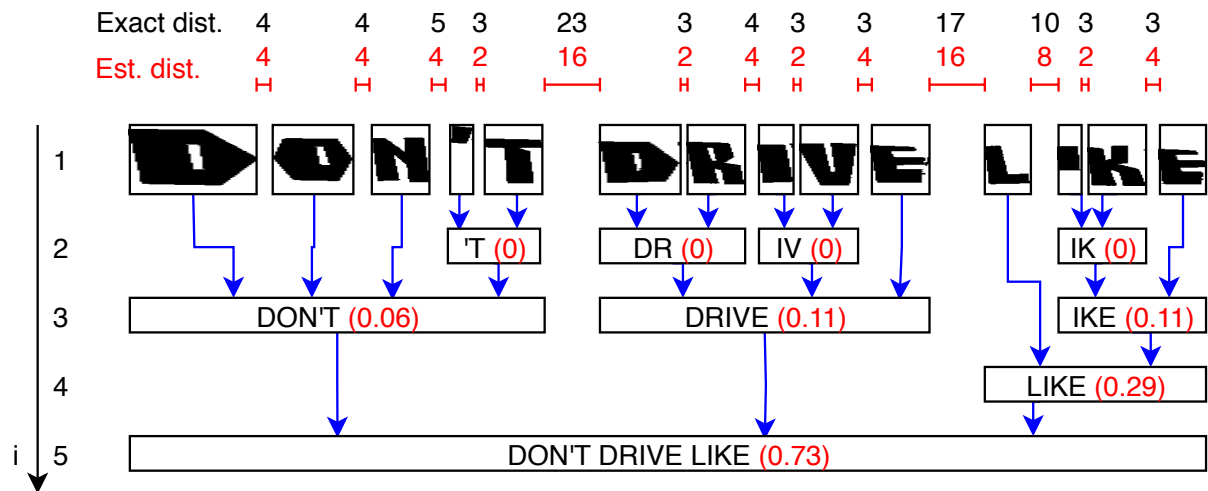 Exact dist. 4 4 5 3 23 3 4 3 3 17 10 3 3
Est. dist. 4 4 4 2 16 2 4 2 4 16 8 2 4
1 DON'T DRIVE LIKE
2 'T (0) DR (0) IV (0) IK (0)
3 DON'T (0.06) DRIVE (0.11) IKE (0.11)
4 LIKE (0.29)
i 5 DON'T DRIVE LIKE (0.73)